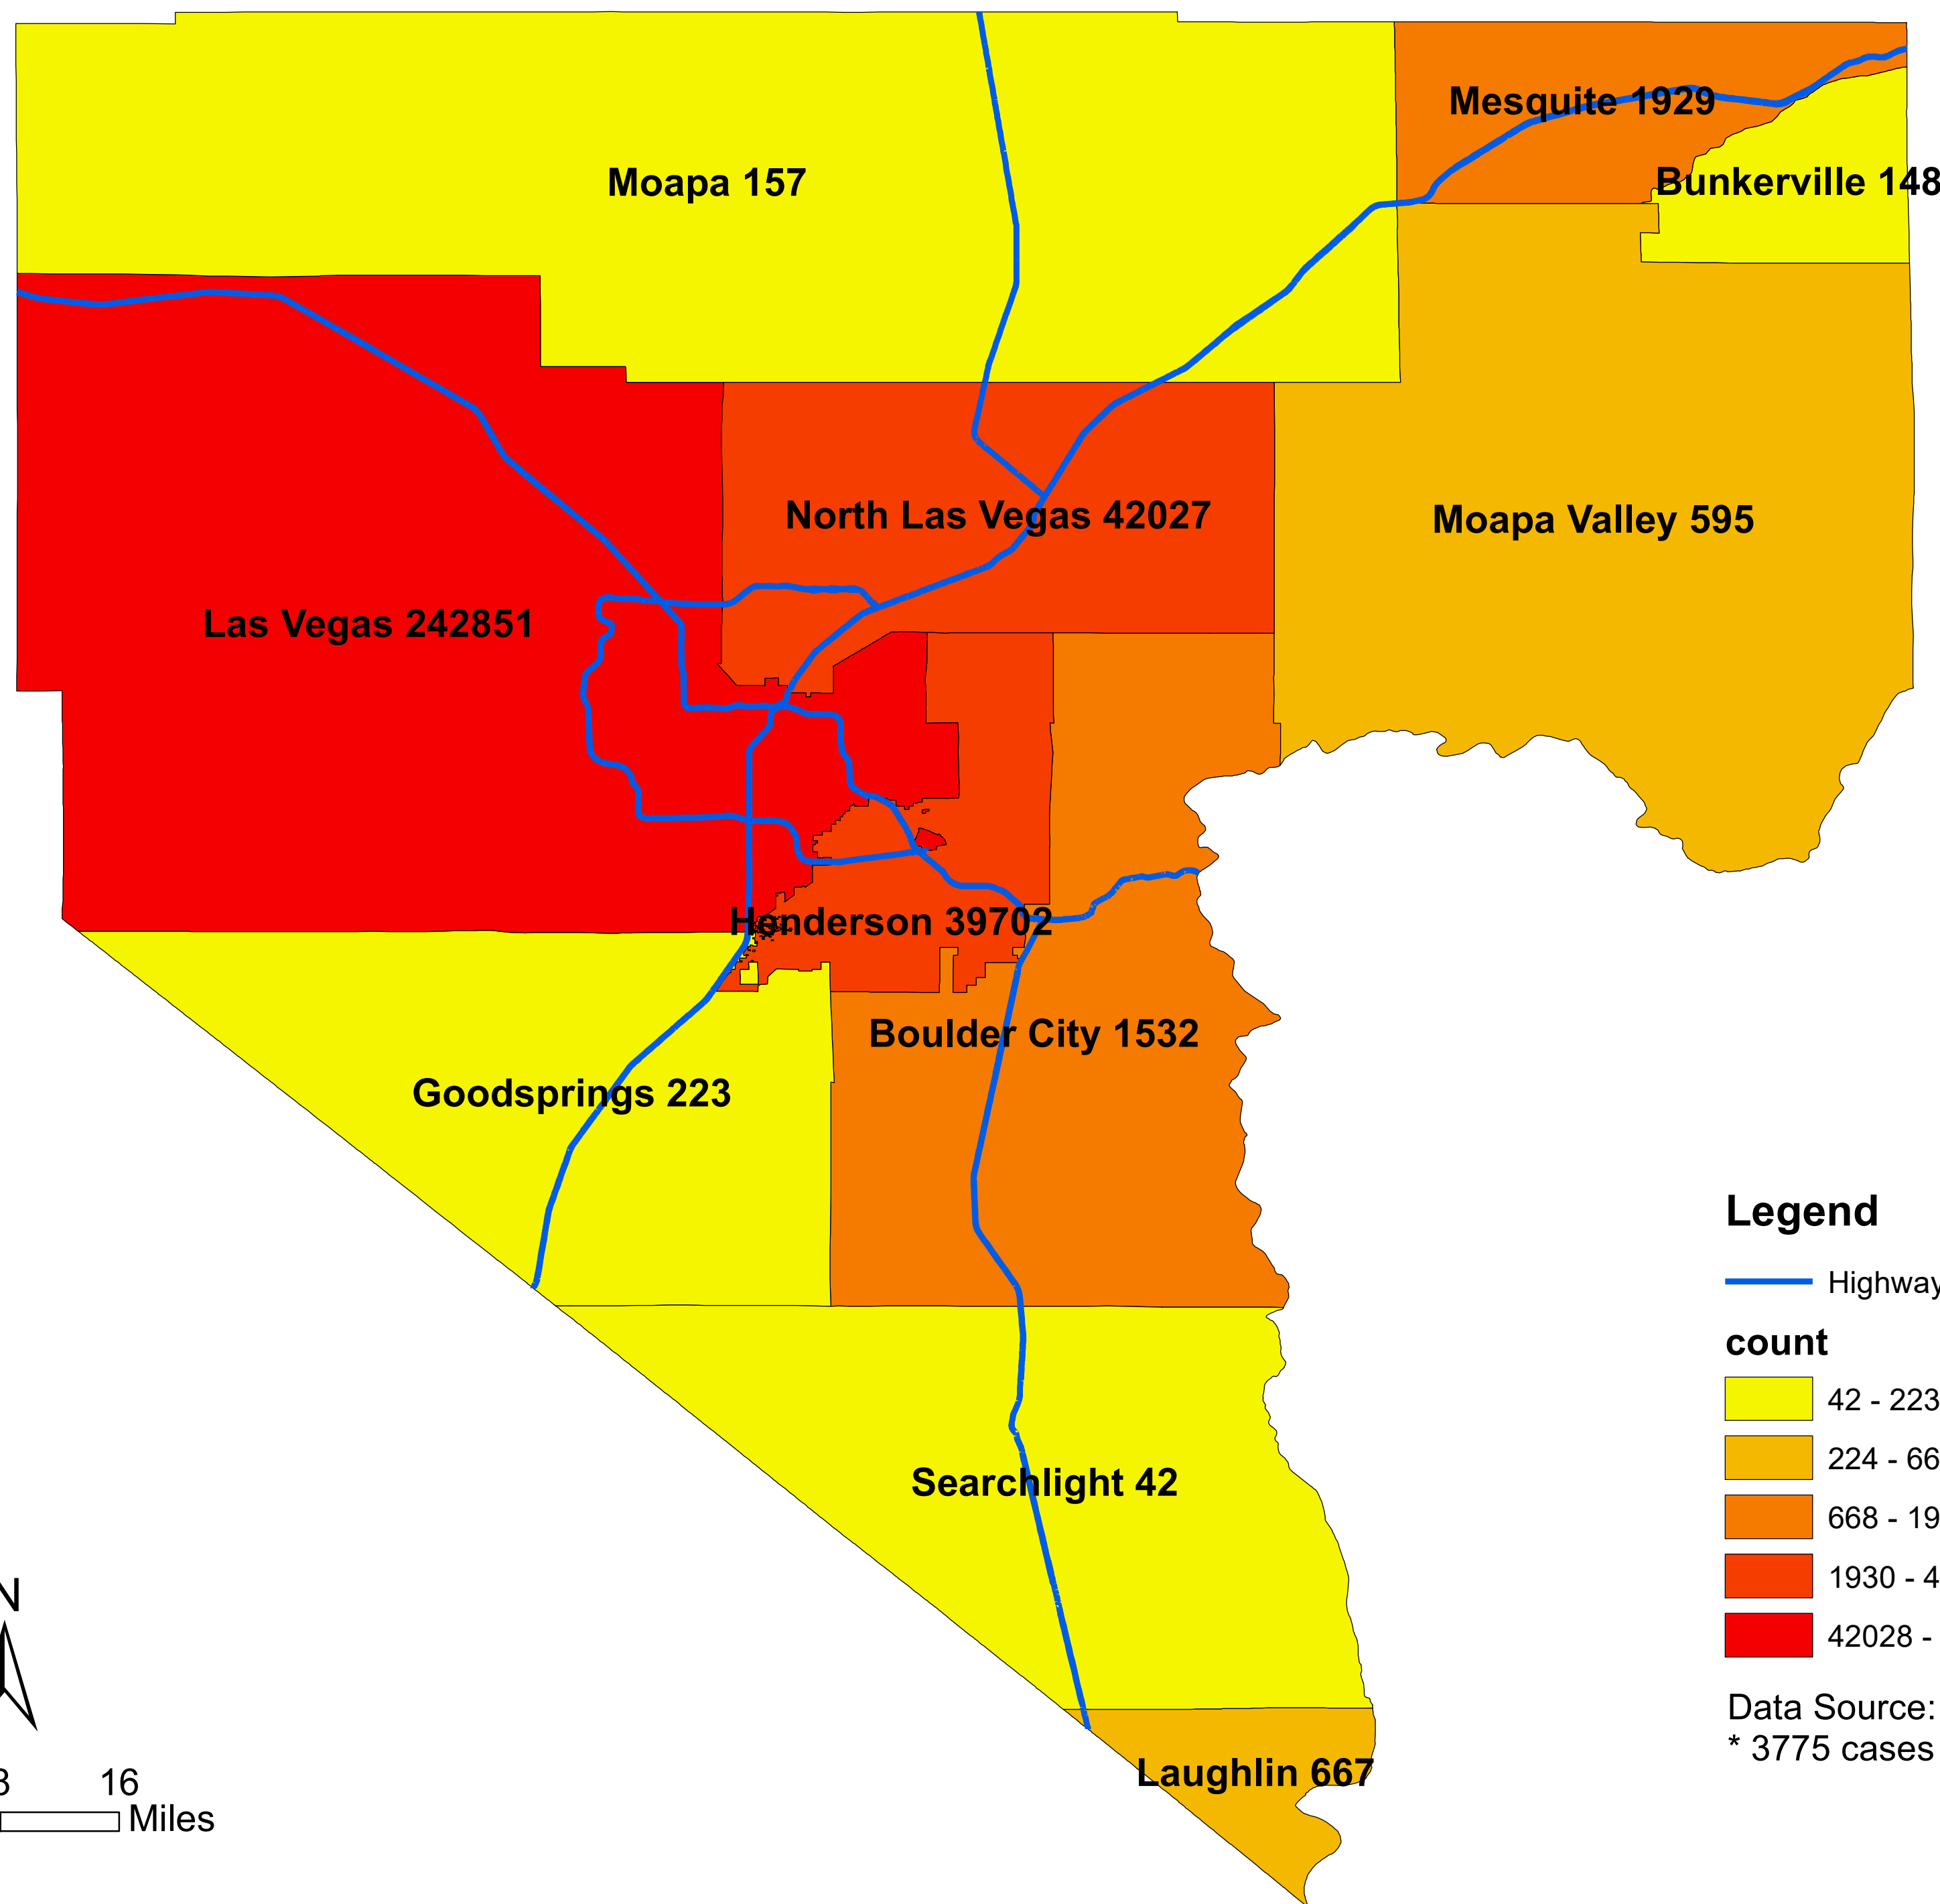 Mesquite 1929
Moapa 157
Bunkerville 148
North Las Vegas 42027
Moapa Valley 595
Las Vegas 242851
Henderson 39702
Boulder City 1532
Goodsprings 223
Legend
Highway
count
42 - 223
224 - 66
668 - 19
1930 - 4
42028 -
Searchlight 42
N
Data Source:
* 3775 cases
Laughlin 667
16
Miles